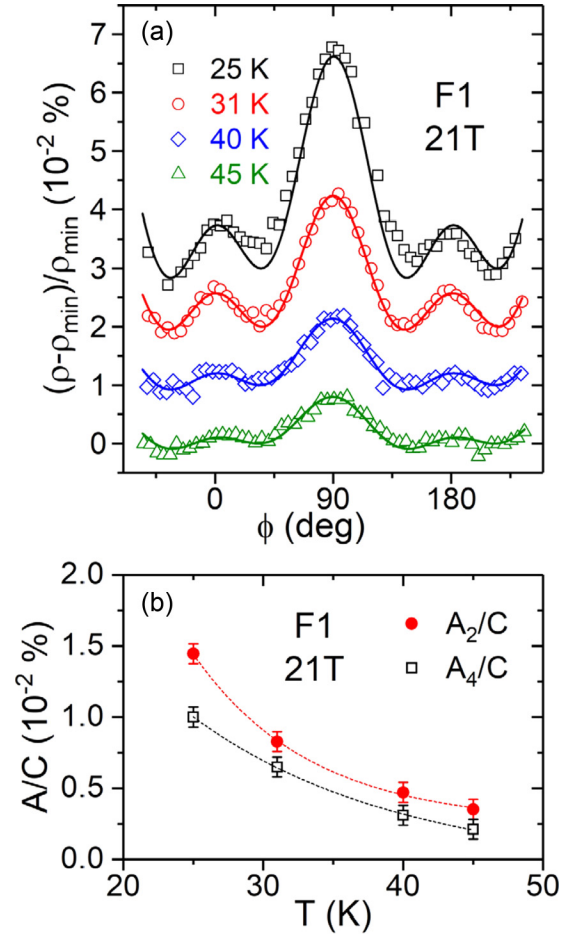 (a)
7
6
5
4
3
2
1
0
(ρ-ρmin)/ρmin (10⁻² %)
25 K
31 K
40 K
45 K
F1
21T
0
90
180
ϕ (deg)
(b)
2.0
1.5
1.0
0.5
0.0
A/C (10⁻² %)
F1
21T
A₂/C
A₄/C
20
30
40
50
T (K)